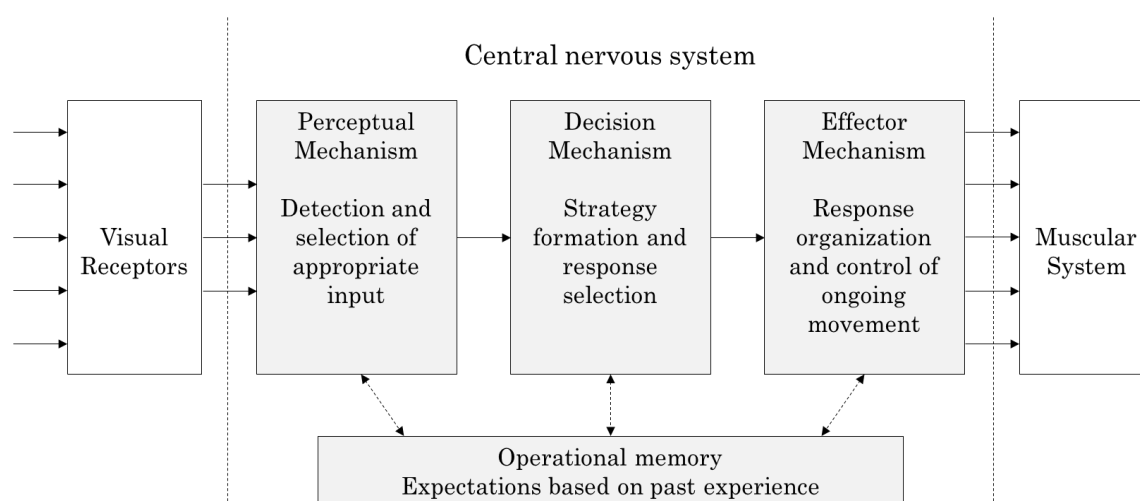 Central nervous system
Visual
Receptors
Perceptual
Mechanism
Detection and
selection of
appropriate
input
Decision
Mechanism
Strategy
formation and
response
selection
Effector
Mechanism
Response
organization
and control of
ongoing
movement
Muscular
System
Operational memory
Expectations based on past experience